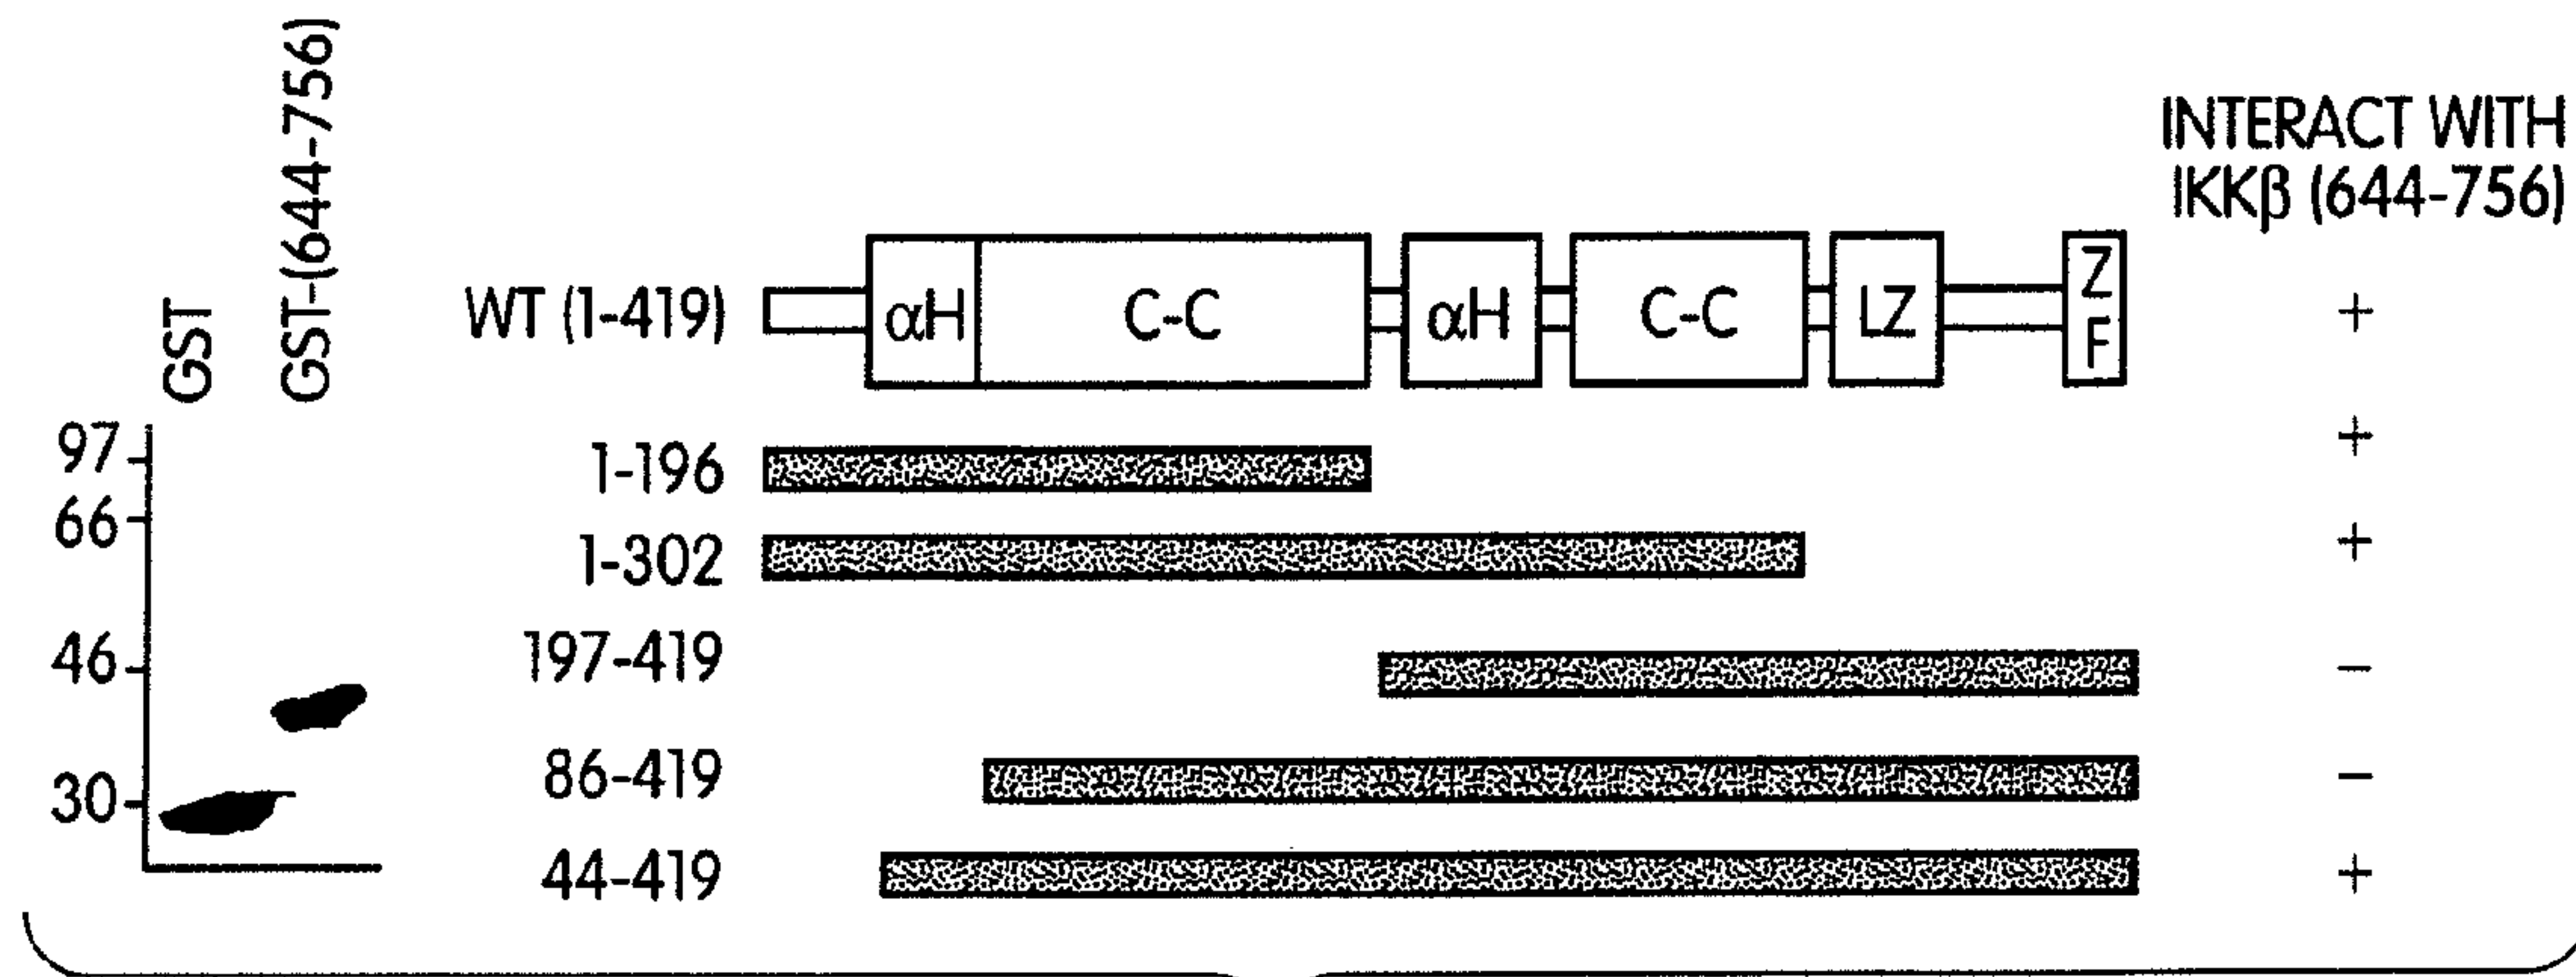 GST
GST-(644-756)
97
66
46
30
INTERACT WITH
IKKβ (644-756)
WT (1-419) αH C-C αH C-C LZ Z F +
1-196 +
1-302 +
197-419 −
86-419 −
44-419 +